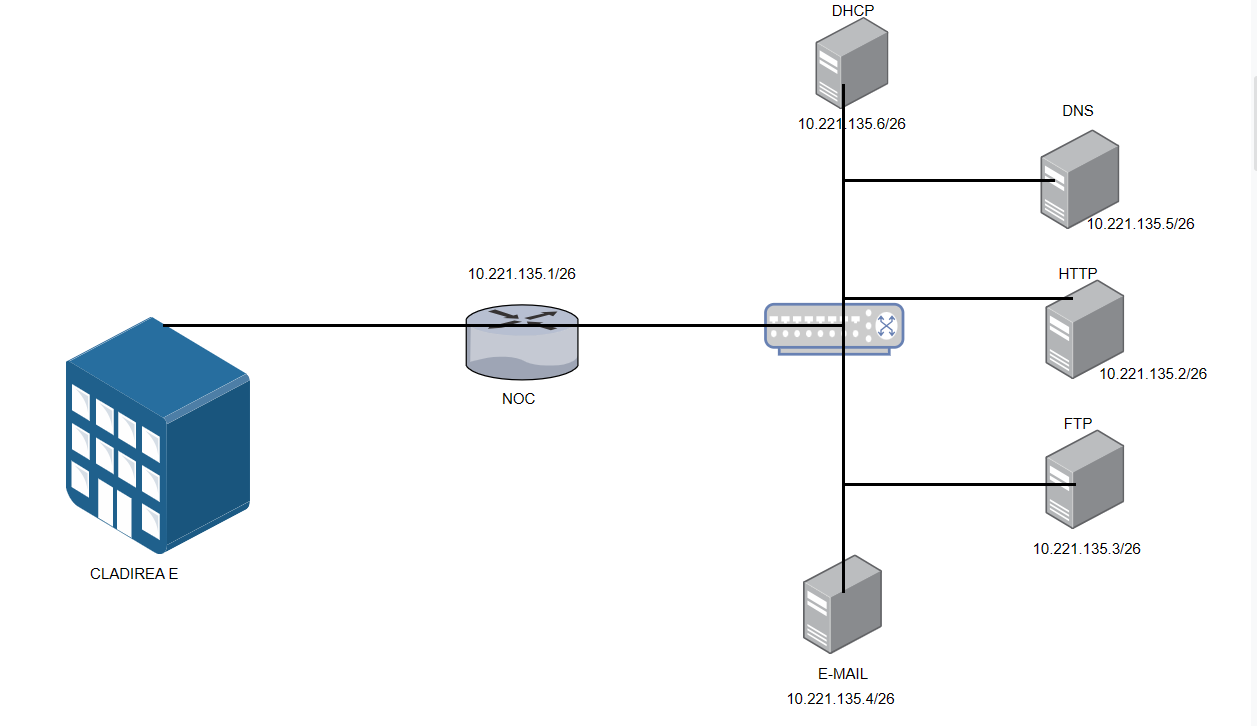 DHCP
10.221.135.6/26
DNS
10.221.135.5/26
10.221.135.1/26
HTTP
10.221.135.2/26
NOC
FTP
10.221.135.3/26
CLADIREA E
E-MAIL
10.221.135.4/26